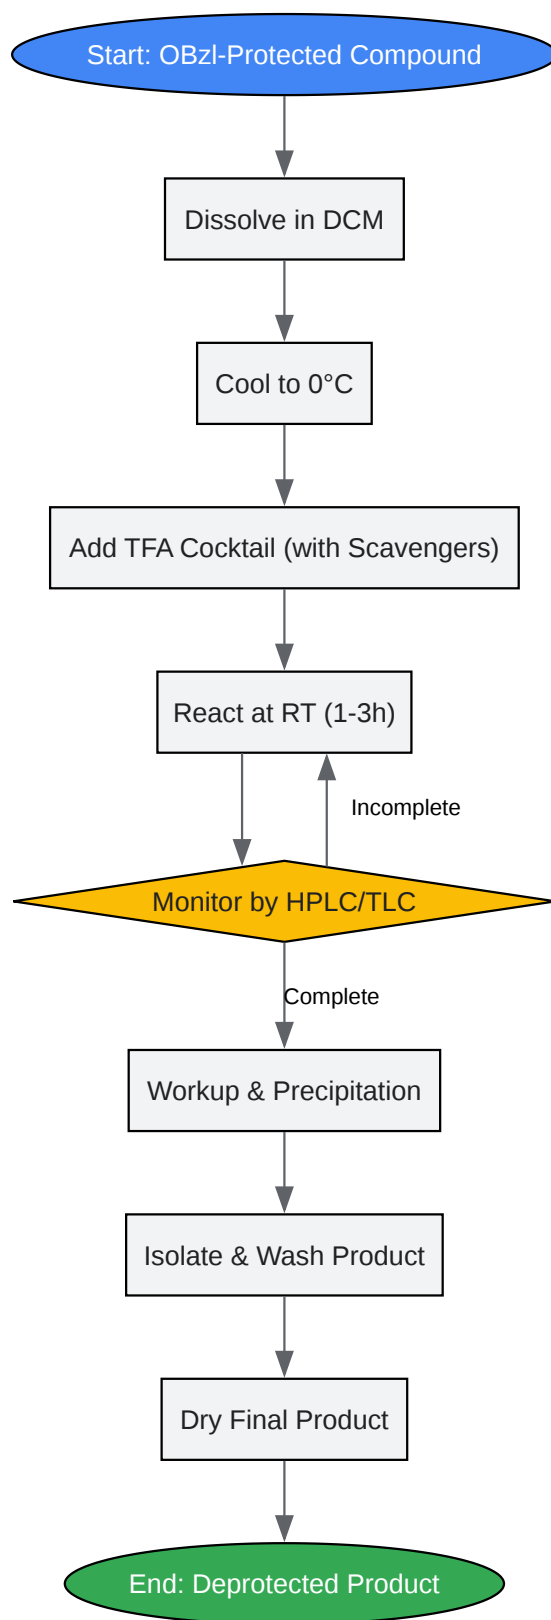 Start: OBzl-Protected Compound
Dissolve in DCM
Cool to 0°C
Add TFA Cocktail (with Scavengers)
React at RT (1-3h)
Incomplete
Monitor by HPLC/TLC
Complete
Workup & Precipitation
Isolate & Wash Product
Dry Final Product
End: Deprotected Product